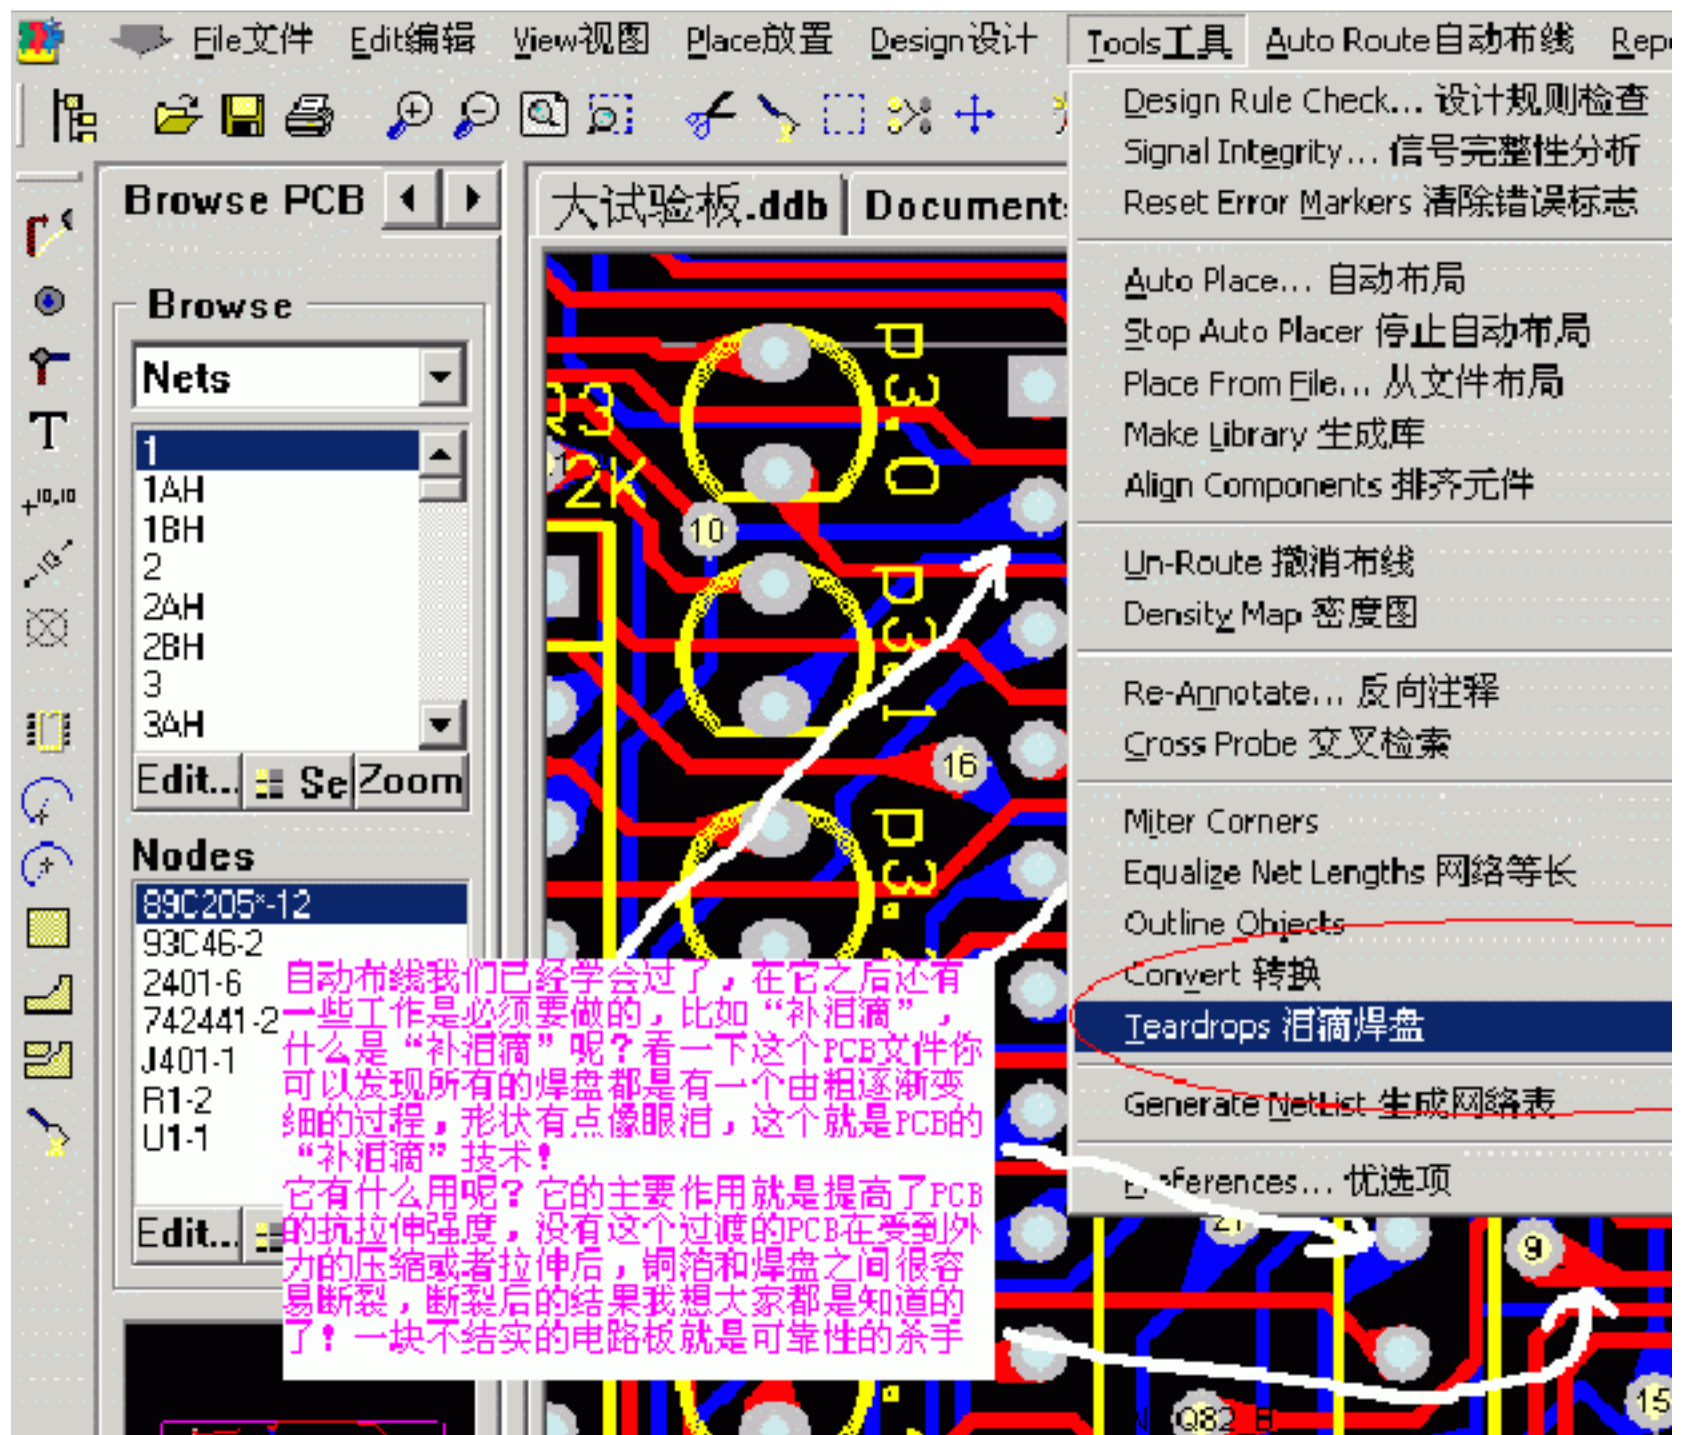 File文件 Edit编辑 View视图 Place放置 Design设计 Tools工具 Auto Route自动布线
Browse PCB
大试验板.ddb Document
Browse
Nets
1
1AH
1BH
2
2AH
2BH
3
3AH
Edit... Se Zoom
Nodes
89C205*-12
93C46-2
2401-6
742441-2
J401-1
R1-2
U1-1
Edit...
T
+10,10
10
Design Rule Check... 设计规则检查
Signal Integrity... 信号完整性分析
Reset Error Markers 清除错误标志
Auto Place... 自动布局
Stop Auto Placer 停止自动布局
Place From File... 从文件布局
Make Library 生成库
Align Components 排齐元件
Un-Route 撤消布线
Density Map 密度图
Re-Annotate... 反向注释
Cross Probe 交叉检索
Miter Corners
Equalize Net Lengths 网络等长
Outline Objects
Convert 转换
Teardrops 泪滴焊盘
Generate NetList 生成网络表
优选项
P3.0
R3
2K
10
P3.1
16
P3.2
自动布线我们已经学会过了，在它之后还有
一些工作是必须要做的，比如“补泪滴”，
什么是“补泪滴”呢？看一下这个PCB文件你
可以发现所有的焊盘都是有一个由粗逐渐变
细的过程，形状有点像眼泪，这个就是PCB的
“补泪滴”技术！
它有什么用呢？它的主要作用就是提高了PCB
的抗拉伸强度，没有这个过渡的PCB在受到外
力的压缩或者拉伸后，铜箔和焊盘之间很容
易断裂，断裂后的结果我想大家都是知道的
了！一块不结实的电路板就是可靠性的杀手
9
15
Q82